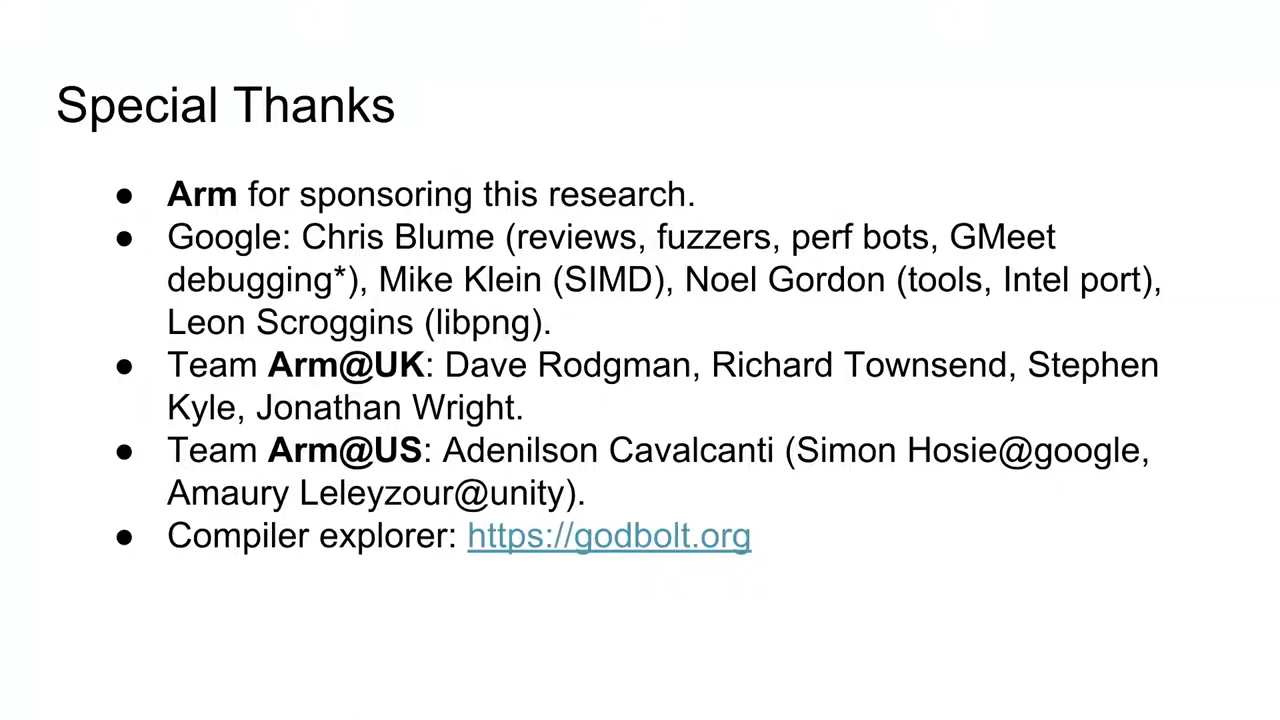 Special Thanks
● Arm for sponsoring this research.
● Google: Chris Blume (reviews, fuzzers, perf bots, GMeet
debugging*), Mike Klein (SIMD), Noel Gordon (tools, Intel port),
Leon Scroggins (libpng).
● Team Arm@UK: Dave Rodgman, Richard Townsend, Stephen
Kyle, Jonathan Wright.
● Team Arm@US: Adenilson Cavalcanti (Simon Hosie@google,
Amaury Leleyzour@unity).
● Compiler explorer: https://godbolt.org